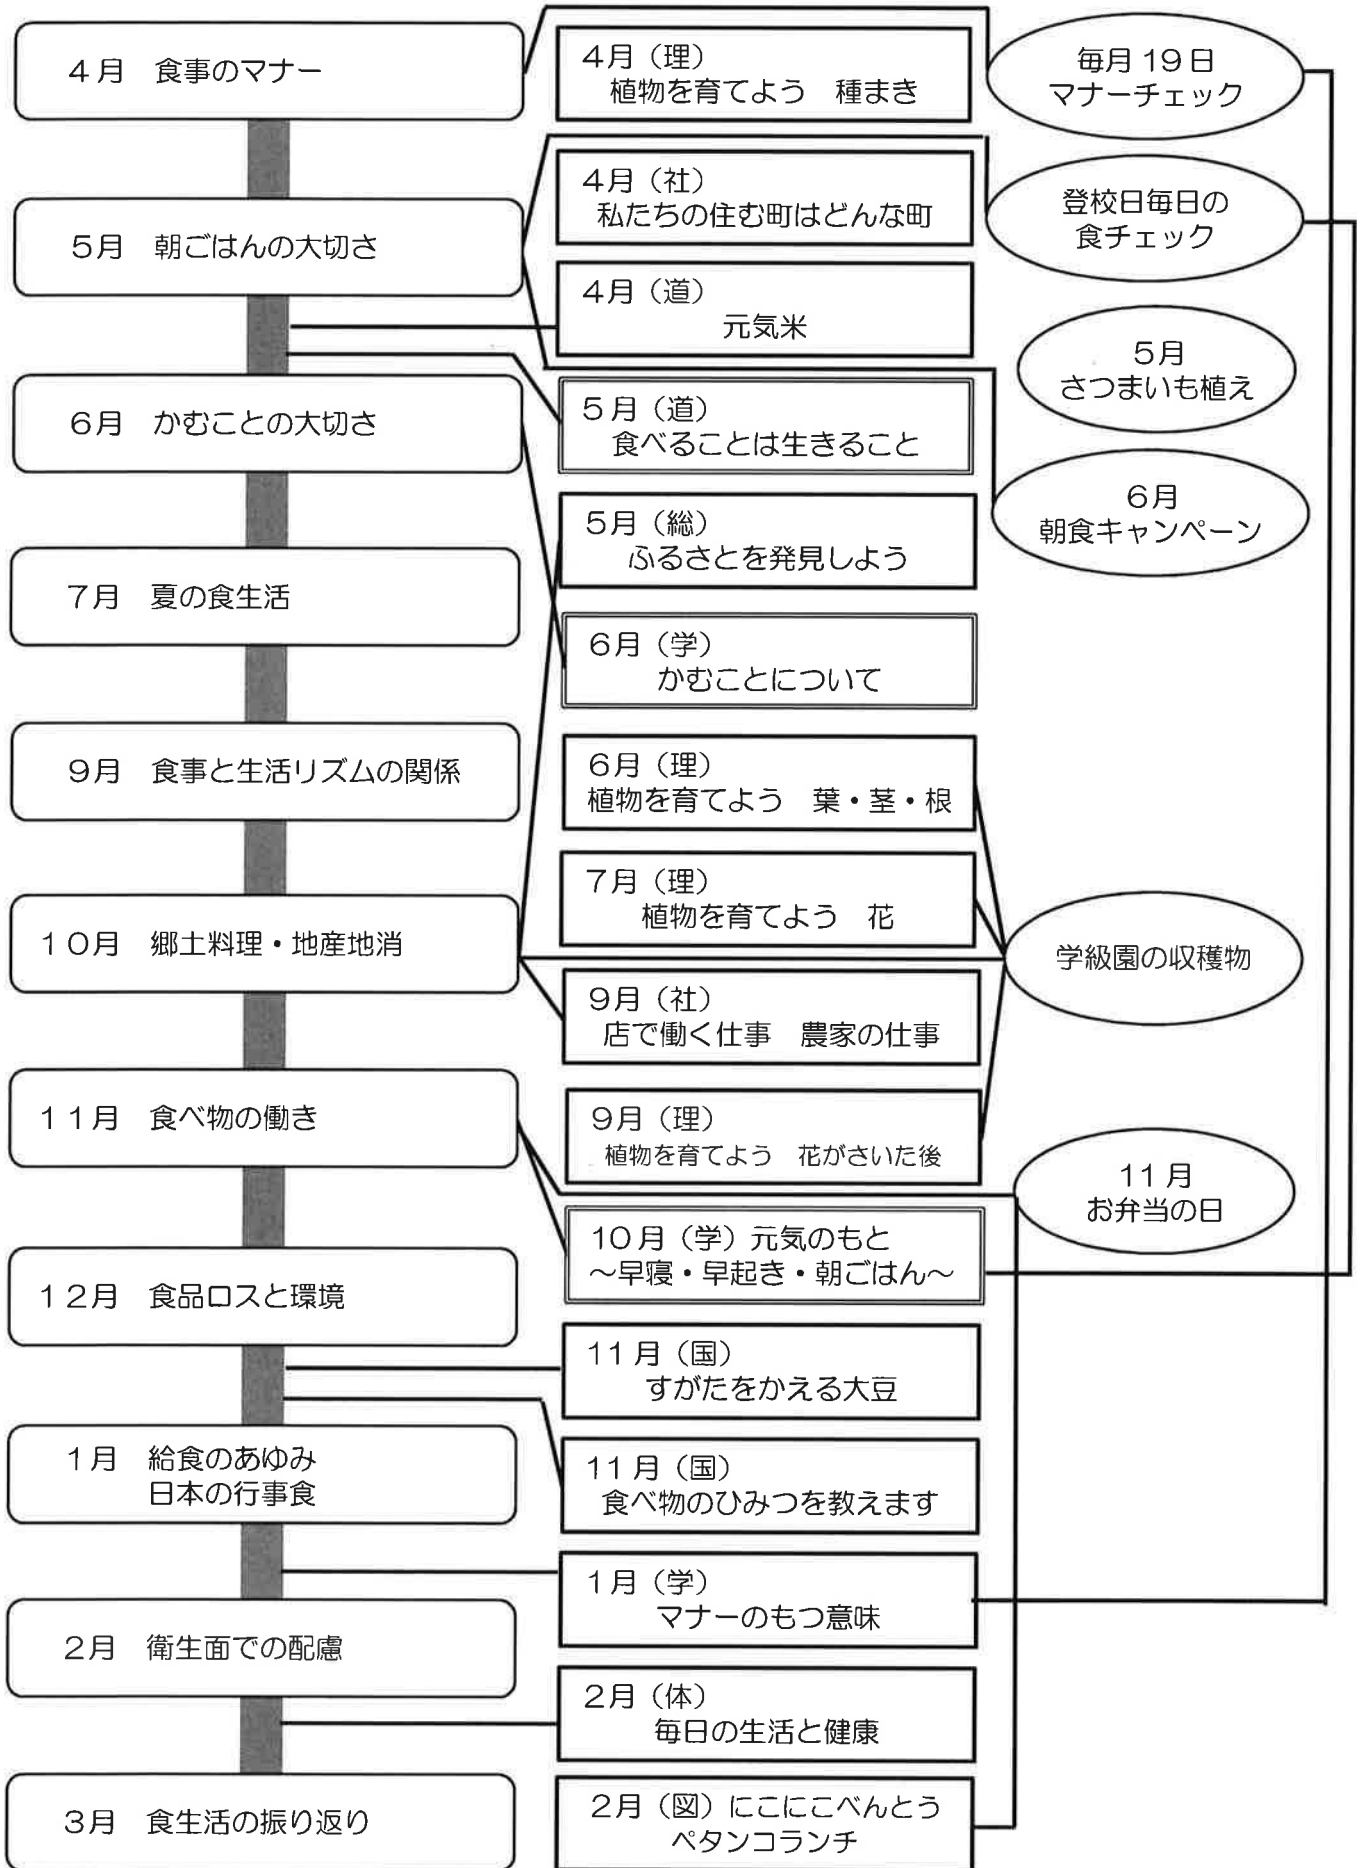 4月 食事のマナー
5月 朝ごはんの大切さ
6月 かむことの大切さ
7月 夏の食生活
9月 食事と生活リズムの関係
10月 郷土料理・地産地消
11月 食べ物の働き
12月 食品ロスと環境
1月 給食のあゆみ
日本の行事食
2月 衛生面での配慮
3月 食生活の振り返り
4月（理）
植物を育てよう 種まき
4月（社）
私たちの住む町はどんな町
4月（道）
元気米
5月（道）
食べることは生きること
5月（総）
ふるさとを発見しよう
6月（学）
かむことについて
6月（理）
植物を育てよう 葉・茎・根
7月（理）
植物を育てよう 花
9月（社）
店で働く仕事 農家の仕事
9月（理）
植物を育てよう 花がさいた後
10月（学）元気のもと
～早寝・早起き・朝ごはん～
11月（国）
すがたをかえる大豆
11月（国）
食べ物のひみつを教えます
1月（学）
マナーのもつ意味
2月（体）
毎日の生活と健康
2月（図）にこにこべんとう
ペタンコランチ
毎月19日
マナーチェック
登校日毎日の
食チェック
5月
さつまいも植え
6月
朝食キャンペーン
学級園の収穫物
11月
お弁当の日